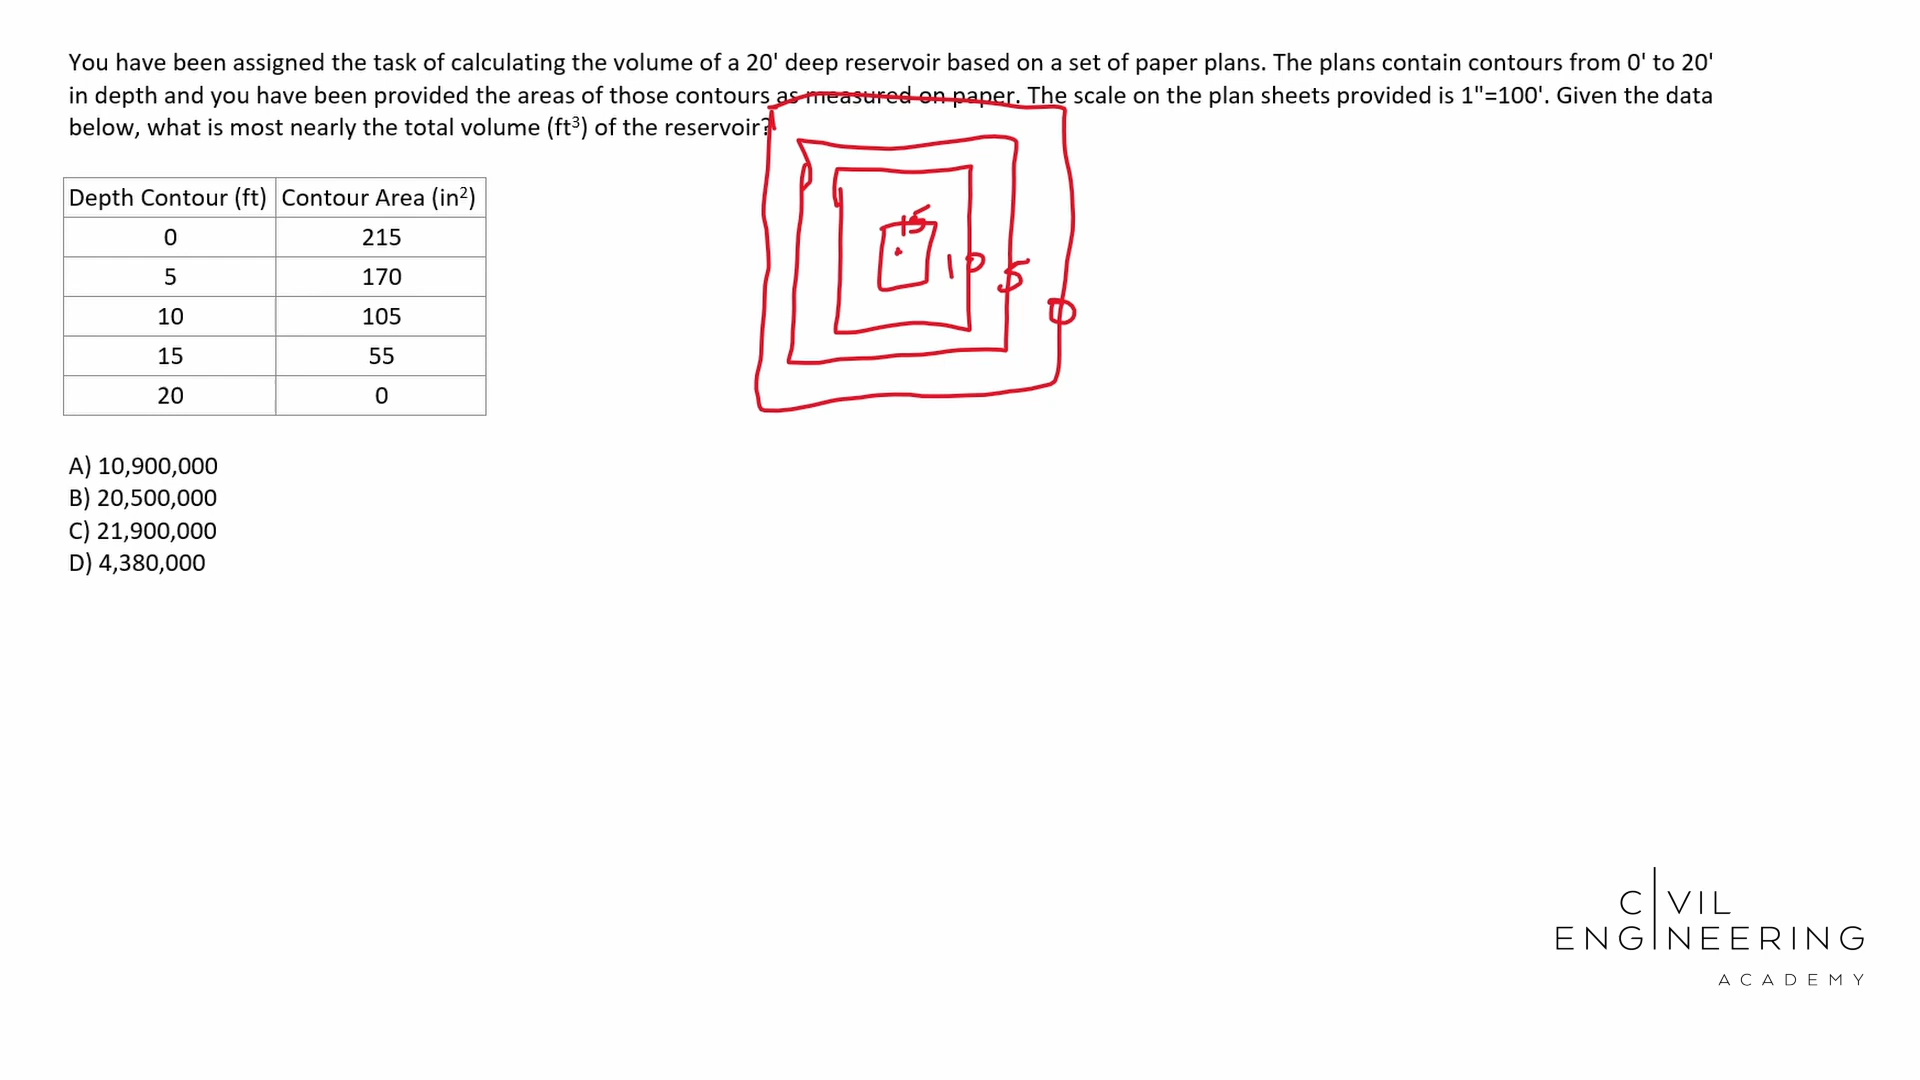 You have been assigned the task of calculating the volume of a 20' deep reservoir based on a set of paper plans. The plans contain contours from 0' to 20'
in depth and you have been provided the areas of those contours as measured on paper. The scale on the plan sheets provided is 1"=100'. Given the data
below, what is most nearly the total volume (ft³) of the reservoir?
Depth Contour (ft) Contour Area (in²)
0 215
5 170
10 105
15 55
20 0
15
10
5
0
A) 10,900,000
B) 20,500,000
C) 21,900,000
D) 4,380,000
CIVIL
ENGINEERING
ACADEMY